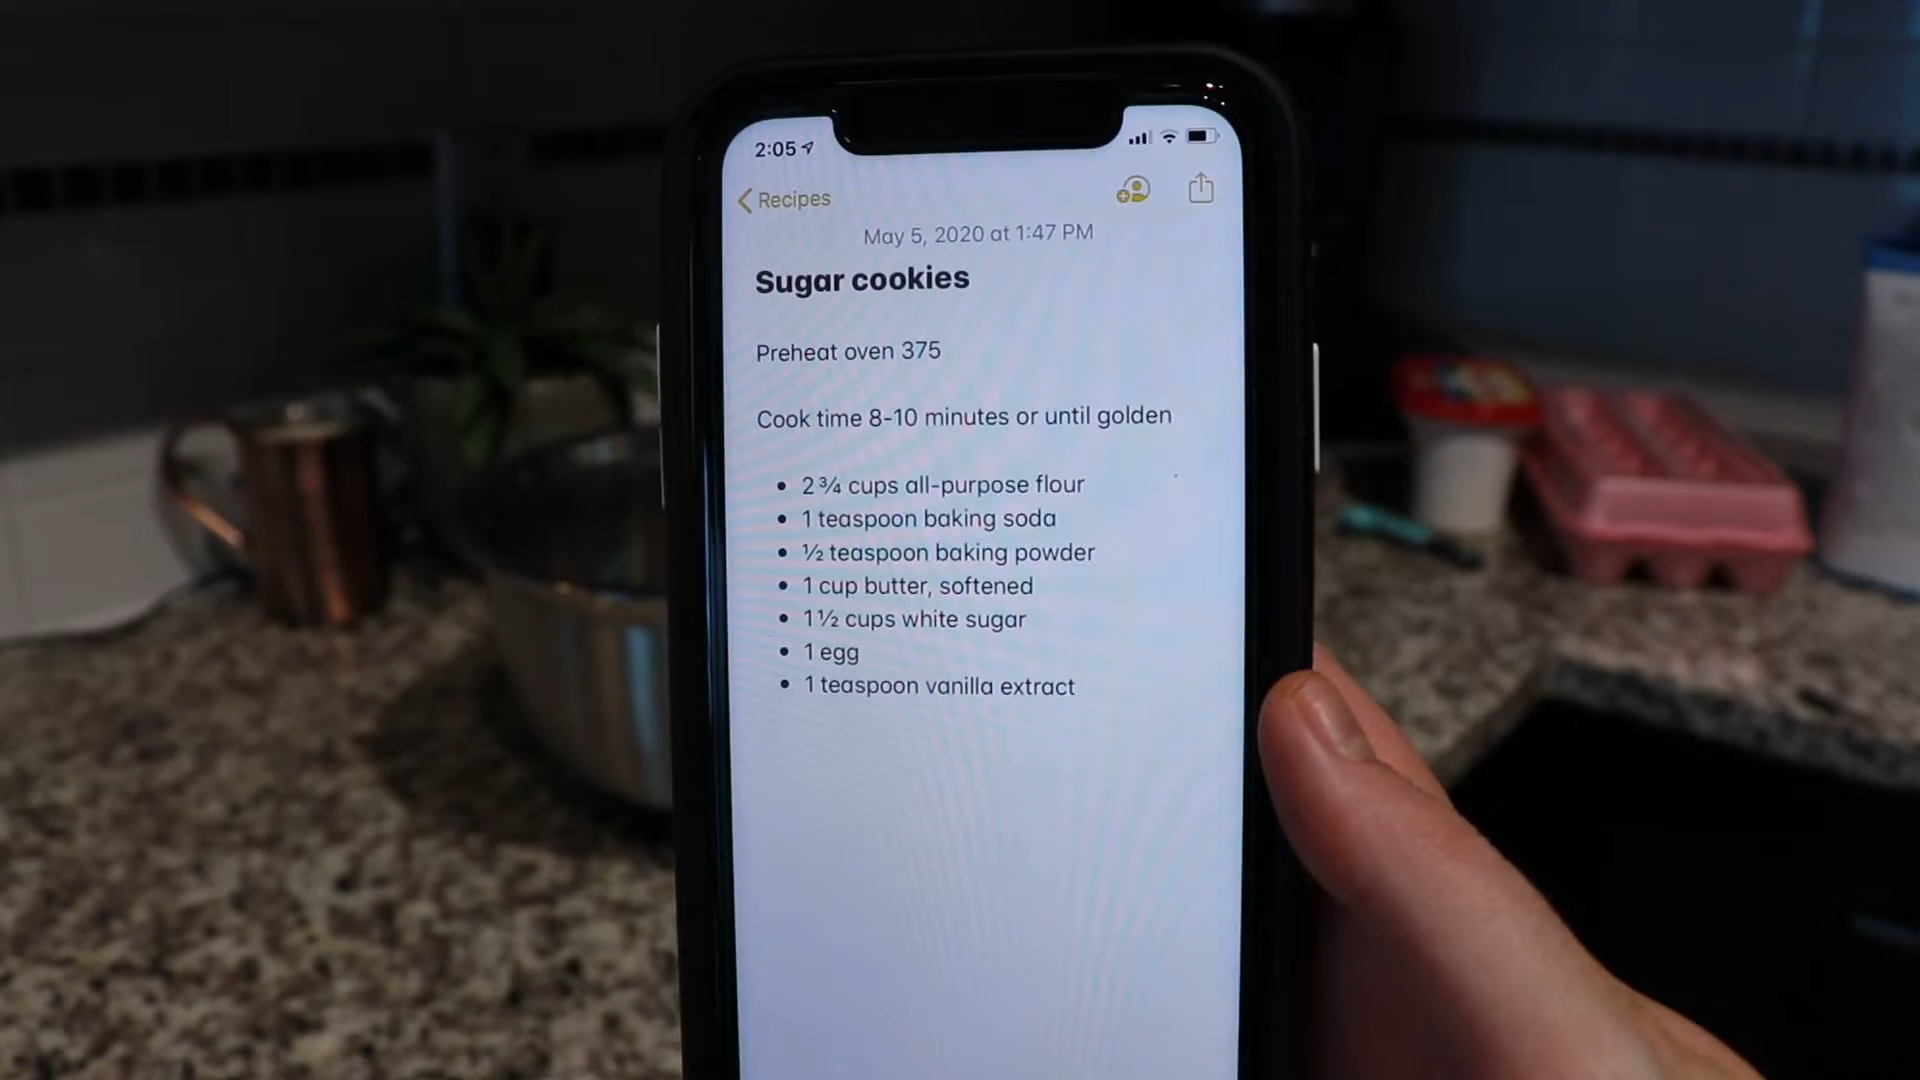 2:05
Recipes
May 5, 2020 at 1:47 PM
Sugar cookies
Preheat oven 375
Cook time 8-10 minutes or until golden
• 2 ¾ cups all-purpose flour
• 1 teaspoon baking soda
• ½ teaspoon baking powder
• 1 cup butter, softened
• 1 ½ cups white sugar
• 1 egg
• 1 teaspoon vanilla extract